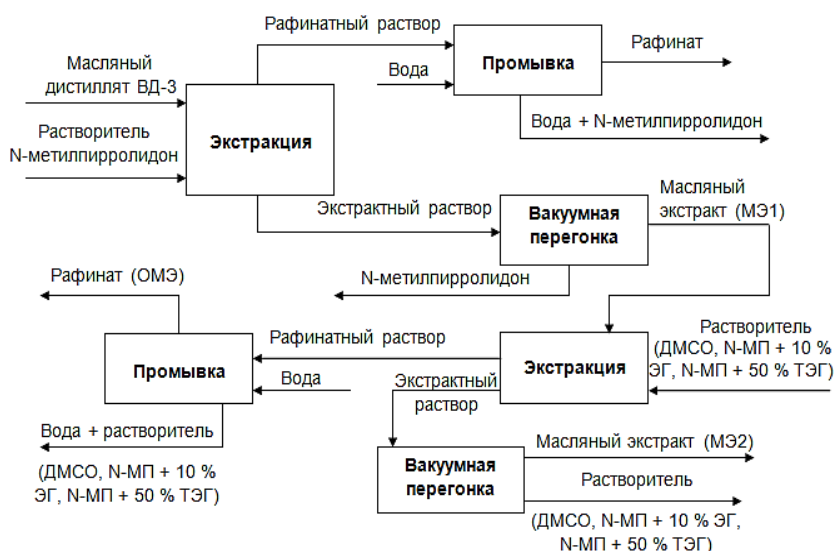 Рафинатный раствор
Масляный
дистиллят ВД-3
Вода
Промывка
Рафинат
Растворитель
N-метилпирролидон
Экстракция
Вода + N-метилпирролидон
Экстрактный раствор
Вакуумная
перегонка
Масляный
экстракт (МЭ1)
N-метилпирролидон
Рафинат (ОМЭ)
Рафинатный раствор
Растворитель
(ДМСО, N-МП + 10 %
ЭГ, N-МП + 50 % ТЭГ)
Экстракция
Промывка
Вода
Экстрактный
раствор
Вода + растворитель
(ДМСО, N-МП + 10 %
ЭГ, N-МП + 50 % ТЭГ)
Вакуумная
перегонка
Масляный экстракт (МЭ2)
Растворитель
(ДМСО, N-МП + 10 % ЭГ,
N-МП + 50 % ТЭГ)